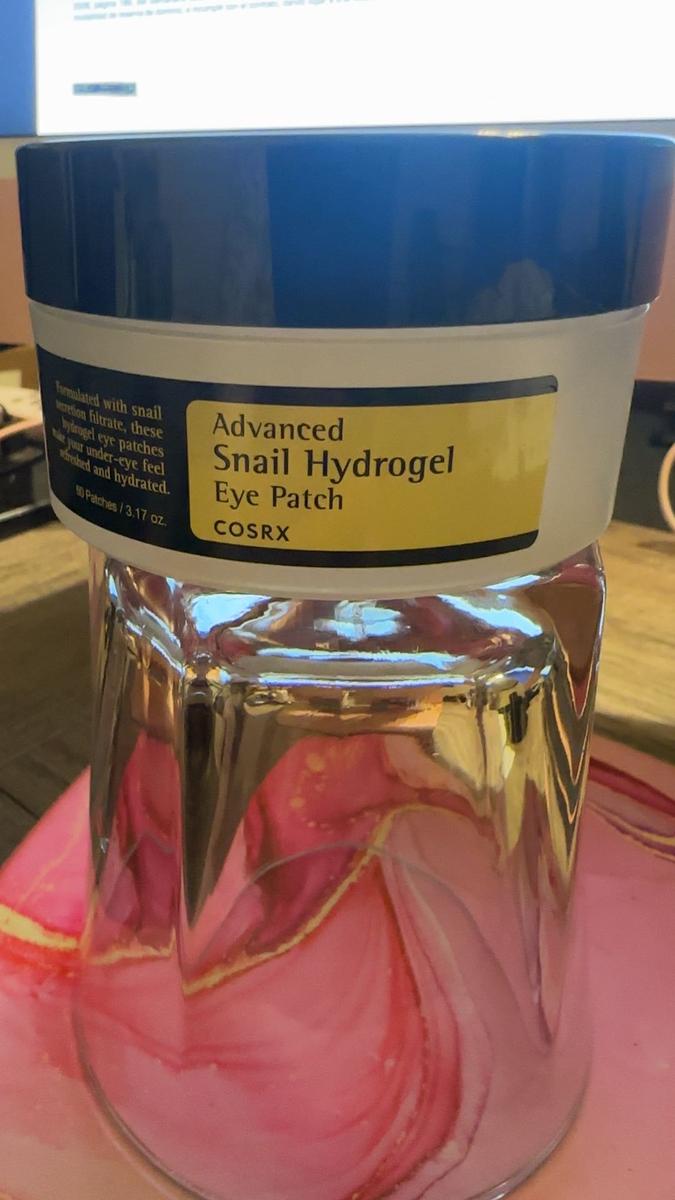 Formulated with snail
secretion filtrate, these
hydrogel eye patches
make your under-eye feel
refreshed and hydrated.
60 Patches / 3.17 oz.
Advanced
Snail Hydrogel
Eye Patch
COSRX